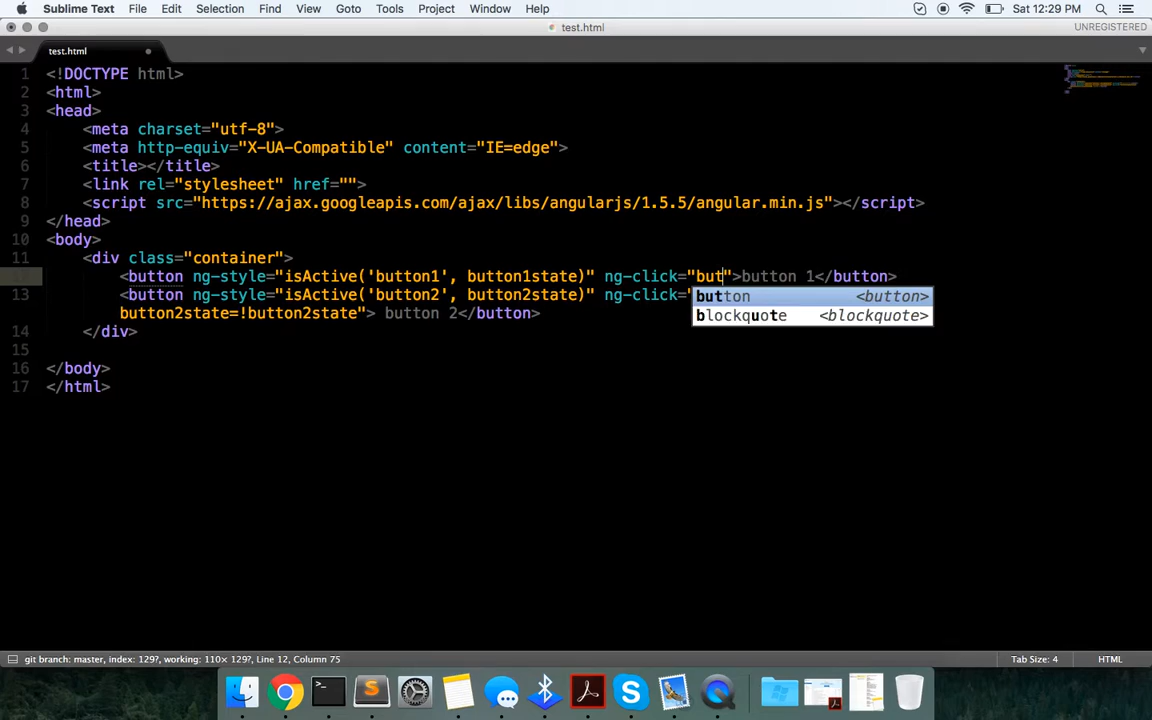 Sublime Text File Edit Selection Find View Goto Tools Project Window Help Sat 12:29 PM
test.html UNREGISTERED
test.html
1 <!DOCTYPE html>
2 <html>
3 <head>
4 <meta charset="utf-8">
5 <meta http-equiv="X-UA-Compatible" content="IE=edge">
6 <title></title>
7 <link rel="stylesheet" href="">
8 <script src="https://ajax.googleapis.com/ajax/libs/angularjs/1.5.5/angular.min.js"></script>
9 </head>
10 <body>
11 <div class="container">
<button ng-style="isActive('button1', button1state)" ng-click="but">button 1</button>
13 <button ng-style="isActive('button2', button2state)" ng-click="
button <button>
button2state=!button2state"> button 2</button>
blockquote <blockquote>
14 </div>
15
16 </body>
17 </html>
git branch: master, index: 129?, working: 110× 129?, Line 12, Column 75 Tab Size: 4 HTML